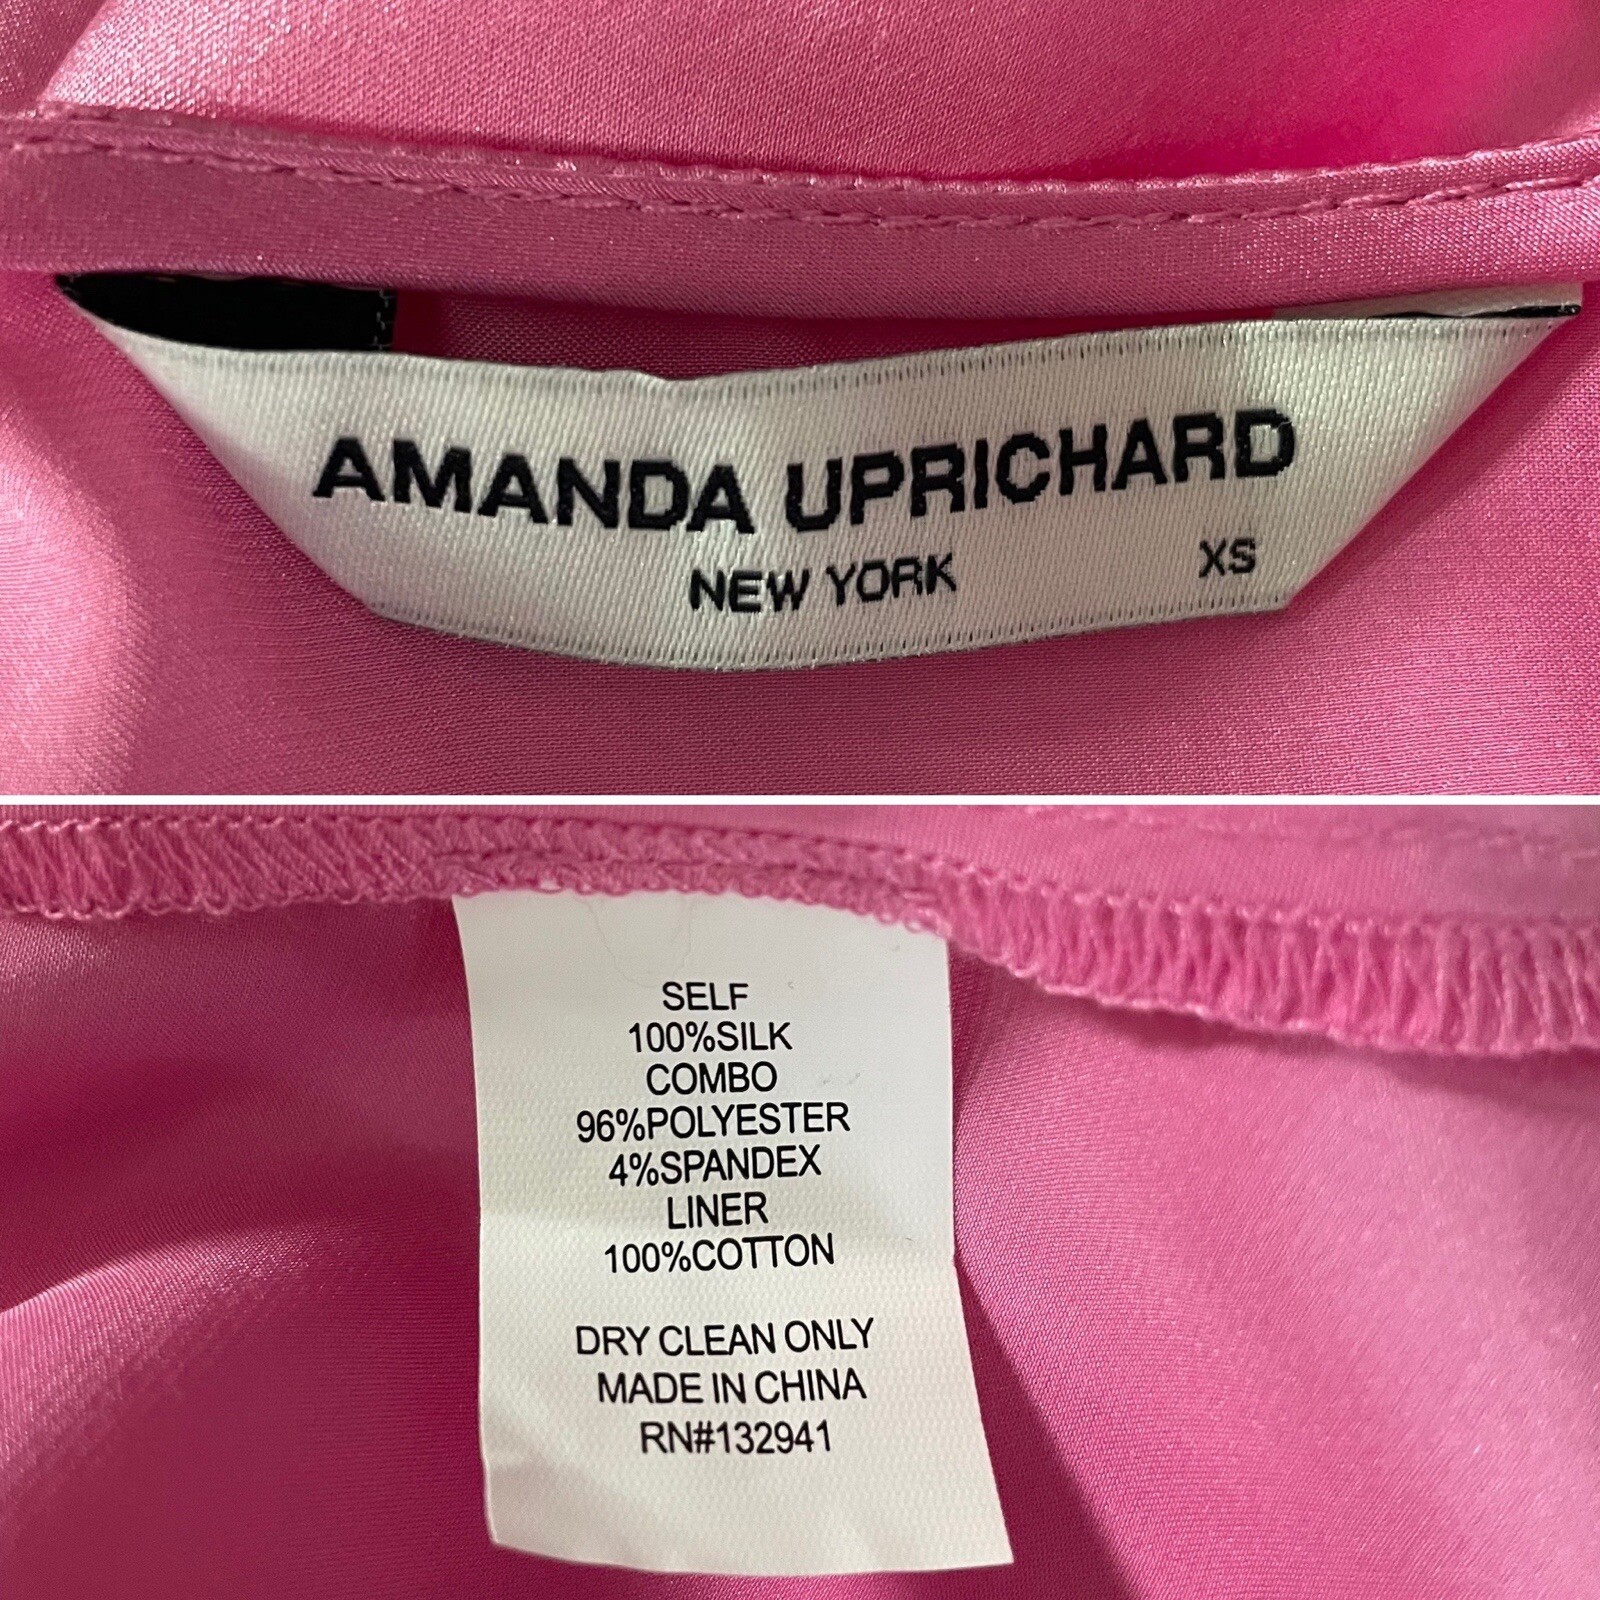 AMANDA UPRICHARD
NEW YORK XS
SELF
100%SILK
COMBO
96%POLYESTER
4%SPANDEX
LINER
100%COTTON
DRY CLEAN ONLY
MADE IN CHINA
RN#132941